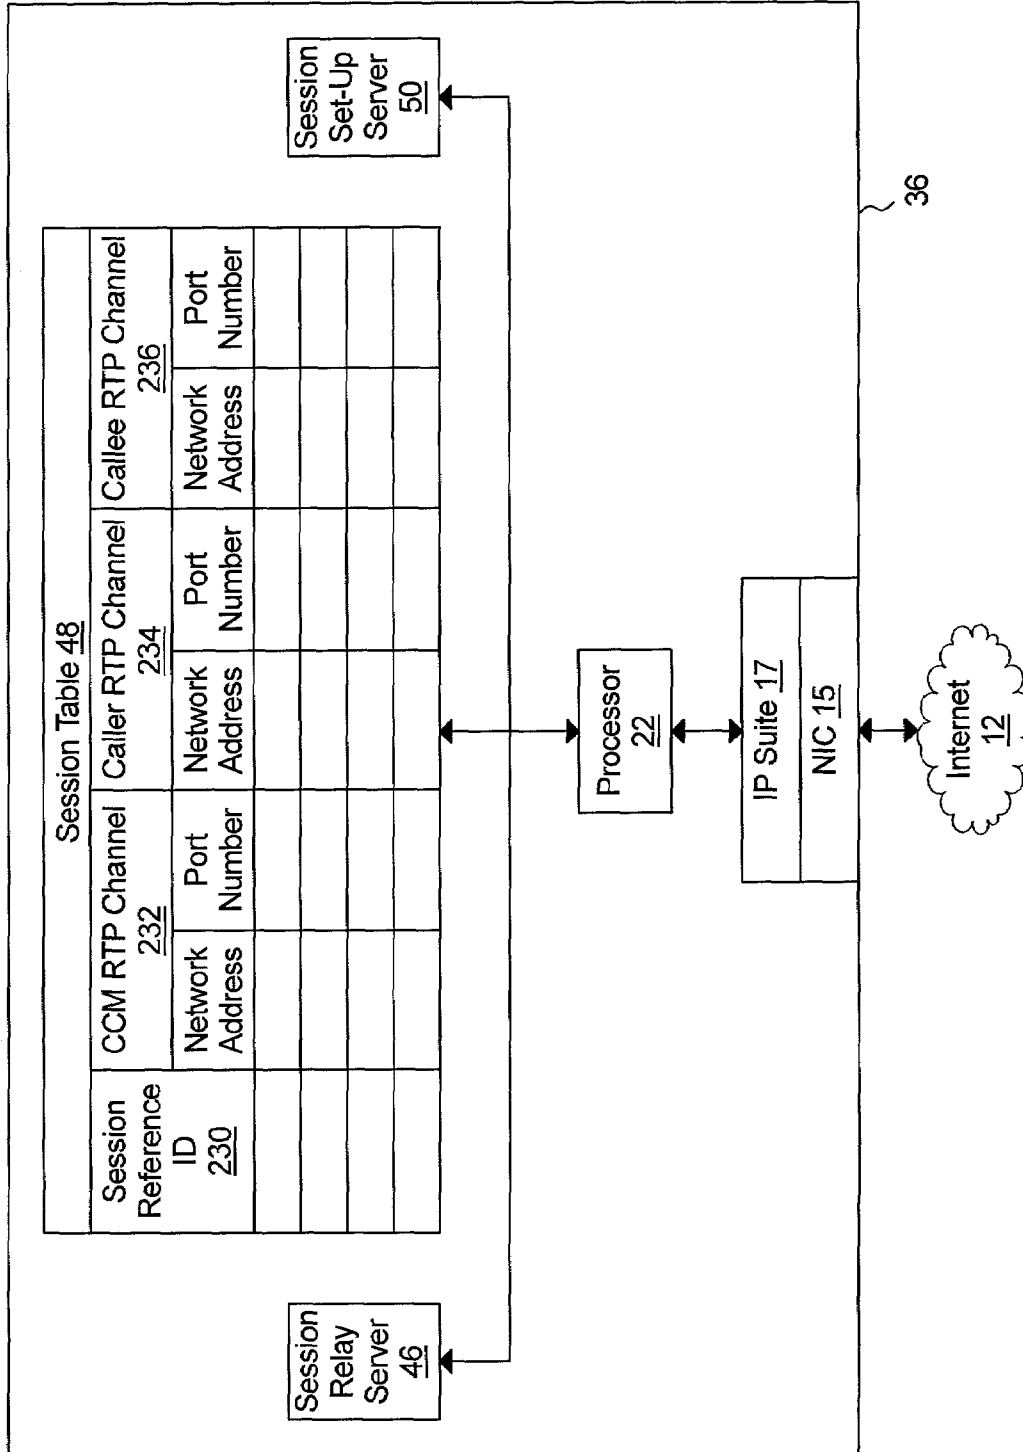 Session Table 48
Session
Reference
ID
230
CCM RTP Channel
232
Caller RTP Channel
234
Callee RTP Channel
236
Network
Address
Port
Number
Network
Address
Port
Number
Network
Address
Port
Number
Session
Relay
Server
46
Session
Set-Up
Server
50
Processor
22
IP Suite 17
NIC 15
Internet
12
36